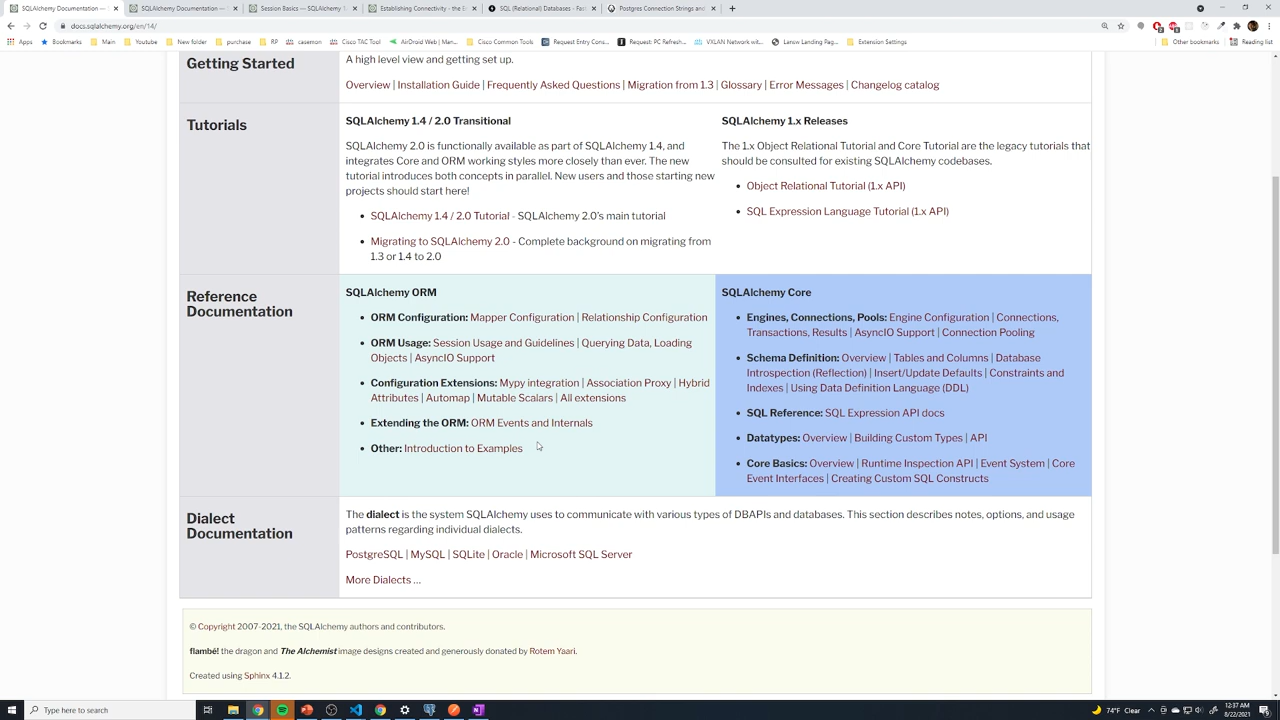 SQLAlchemy Documentation —
SQLAlchemy Documentation —
Session Basics — SQLAlchemy 1
Establishing Connectivity - the E
SQL (Relational) Databases - Fas
Postgres Connection Strings and
docs.sqlalchemy.org/en/14/
Apps
Bookmarks
Main
Youtube
New folder
purchase
RP
casemon
Cisco TAC Tool
AirDroid Web | Man...
Cisco Common Tools
Request Entry Cons...
Request: PC Refresh...
VXLAN Network wit...
Lansw Landing Pag...
Extension Settings
Other bookmarks
Reading list
Getting Started
A high level view and getting set up.
Overview | Installation Guide | Frequently Asked Questions | Migration from 1.3 | Glossary | Error Messages | Changelog catalog
Tutorials
SQLAlchemy 1.4 / 2.0 Transitional
SQLAlchemy 2.0 is functionally available as part of SQLAlchemy 1.4, and
integrates Core and ORM working styles more closely than ever. The new
tutorial introduces both concepts in parallel. New users and those starting new
projects should start here!
• SQLAlchemy 1.4 / 2.0 Tutorial - SQLAlchemy 2.0's main tutorial
• Migrating to SQLAlchemy 2.0 - Complete background on migrating from
1.3 or 1.4 to 2.0
SQLAlchemy 1.x Releases
The 1.x Object Relational Tutorial and Core Tutorial are the legacy tutorials that
should be consulted for existing SQLAlchemy codebases.
• Object Relational Tutorial (1.x API)
• SQL Expression Language Tutorial (1.x API)
Reference
Documentation
SQLAlchemy ORM
• ORM Configuration: Mapper Configuration | Relationship Configuration
• ORM Usage: Session Usage and Guidelines | Querying Data, Loading
Objects | AsyncIO Support
• Configuration Extensions: Mypy integration | Association Proxy | Hybrid
Attributes | Automap | Mutable Scalars | All extensions
• Extending the ORM: ORM Events and Internals
• Other: Introduction to Examples
SQLAlchemy Core
• Engines, Connections, Pools: Engine Configuration | Connections,
Transactions, Results | AsyncIO Support | Connection Pooling
• Schema Definition: Overview | Tables and Columns | Database
Introspection (Reflection) | Insert/Update Defaults | Constraints and
Indexes | Using Data Definition Language (DDL)
• SQL Reference: SQL Expression API docs
• Datatypes: Overview | Building Custom Types | API
• Core Basics: Overview | Runtime Inspection API | Event System | Core
Event Interfaces | Creating Custom SQL Constructs
Dialect
Documentation
The dialect is the system SQLAlchemy uses to communicate with various types of DBAPIs and databases. This section describes notes, options, and usage
patterns regarding individual dialects.
PostgreSQL | MySQL | SQLite | Oracle | Microsoft SQL Server
More Dialects ...
© Copyright 2007-2021, the SQLAlchemy authors and contributors.
flambé! the dragon and The Alchemist image designs created and generously donated by Rotem Yaari.
Created using Sphinx 4.1.2.
Type here to search
74°F Clear
12:37 AM
8/22/2021